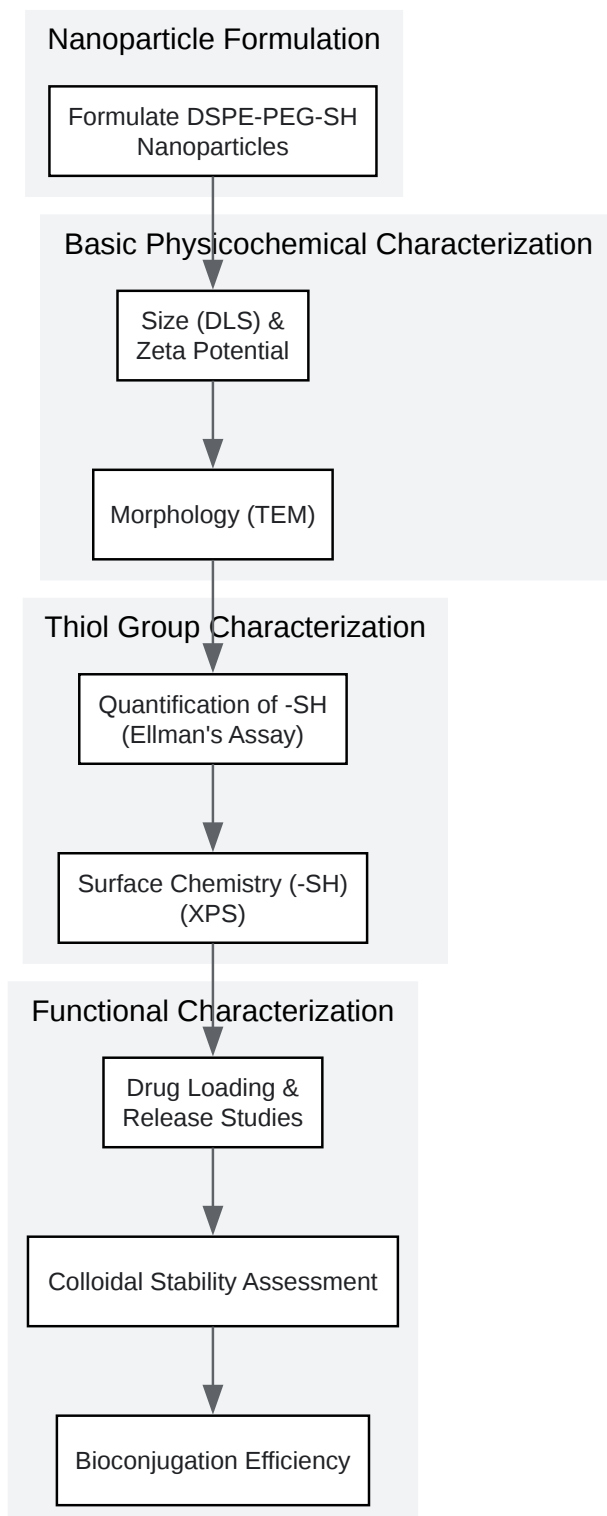 Nanoparticle Formulation
Formulate DSPE-PEG-SH
Nanoparticles
Basic Physicochemical Characterization
Size (DLS) &
Zeta Potential
Morphology (TEM)
Thiol Group Characterization
Quantification of -SH
(Ellman's Assay)
Surface Chemistry (-SH)
(XPS)
Functional Characterization
Drug Loading &
Release Studies
Colloidal Stability Assessment
Bioconjugation Efficiency